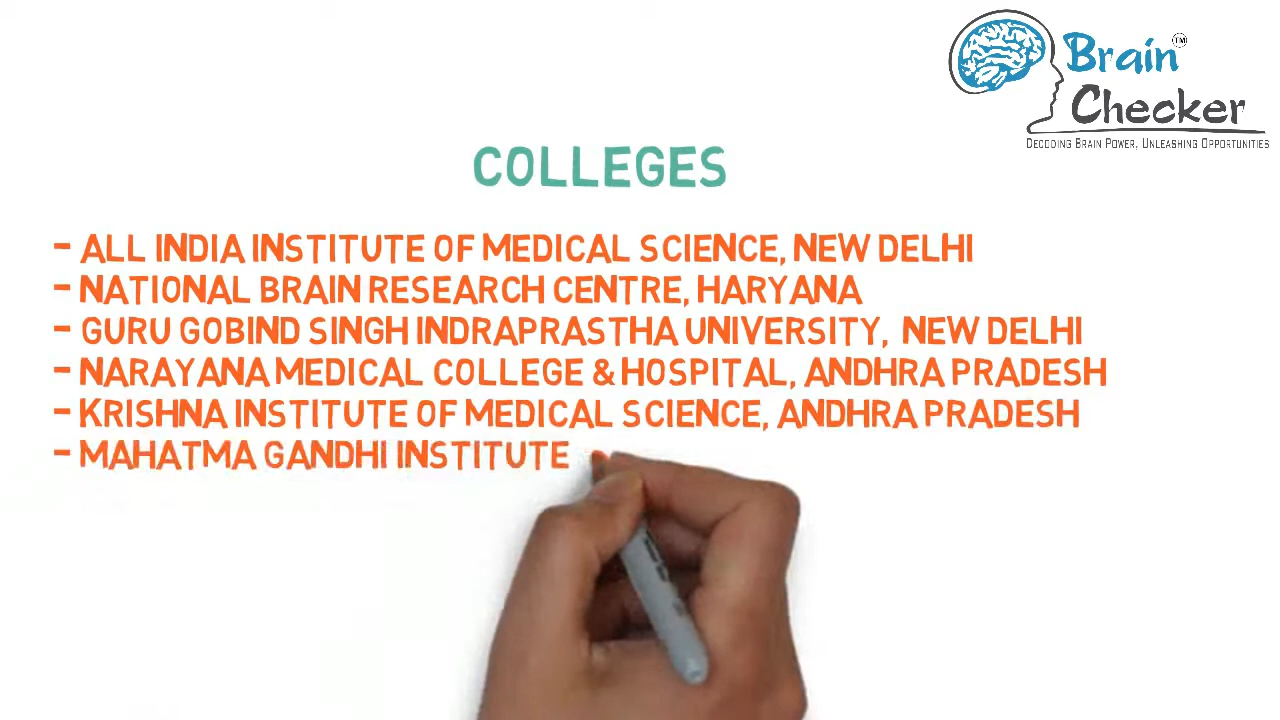 Brain TM
Checker
Decoding Brain Power, Unleashing Opportunities
COLLEGES
- ALL INDIA INSTITUTE OF MEDICAL SCIENCE, NEW DELHI
- NATIONAL BRAIN RESEARCH CENTRE, HARYANA
- GURU GOBIND SINGH INDRAPRASTHA UNIVERSITY, NEW DELHI
- NARAYANA MEDICAL COLLEGE & HOSPITAL, ANDHRA PRADESH
- KRISHNA INSTITUTE OF MEDICAL SCIENCE, ANDHRA PRADESH
- MAHATMA GANDHI INSTITUTE